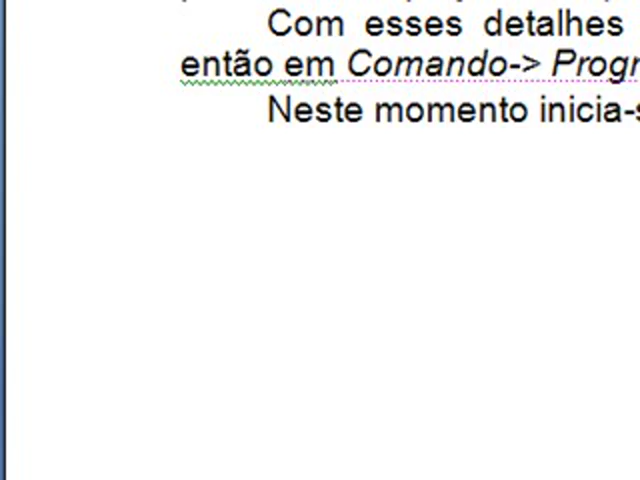 Com esses detalhes
então em Comando-> Progr
Neste momento inicia-s